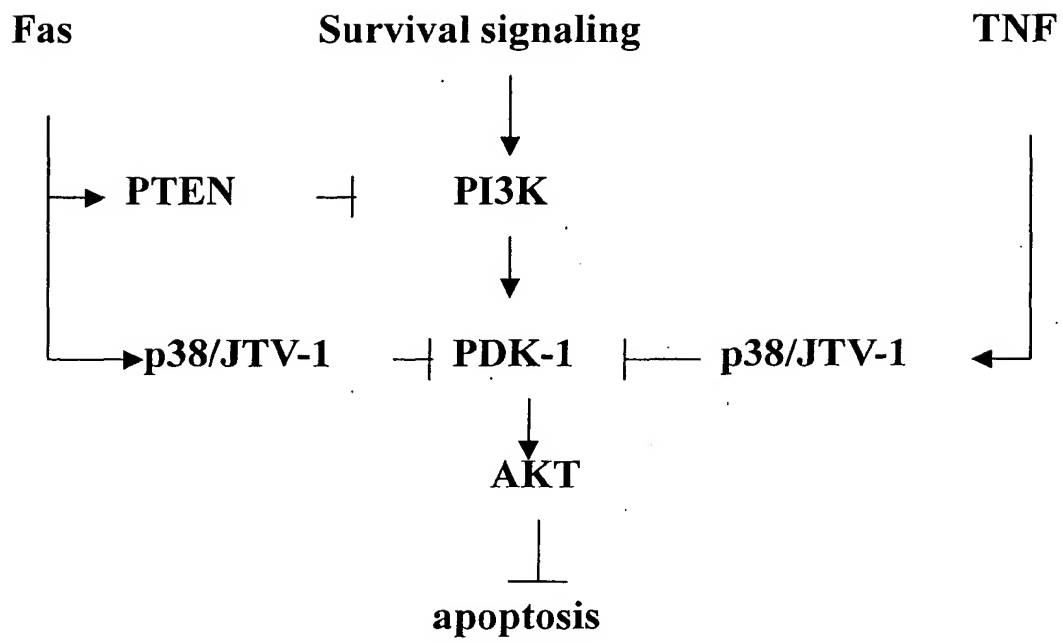 Fas Survival signaling TNF
PTEN PI3K
p38/JTV-1 PDK-1 p38/JTV-1
AKT
apoptosis